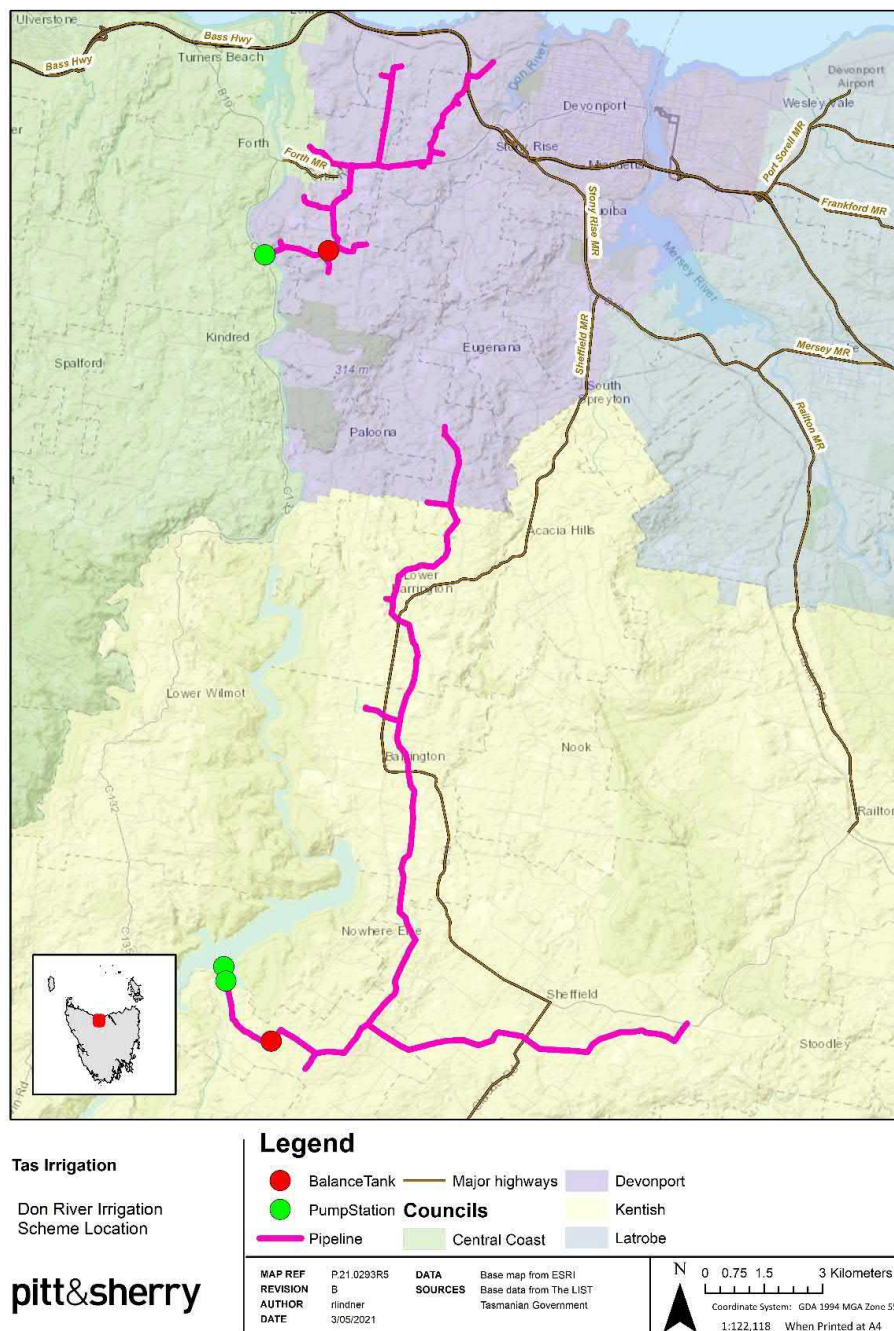 Ulverstone
Bass Hwy
Bass Hwy
Turners Beach
B19
Don River
Devonport
Devonport
Airport
Wesley Vale
Port Sorell MR
Forth
Forth MR
Stony Rise
Frankford MR
Stony Rise MR
Mersey River
Kindred
Eugenana
Sheffield MR
Mersey MR
Spalford
314 m
South
Spreyton
Railton MR
Paloona
Acacia Hills
Lower
Barrington
Lower Wilmot
Nook
Barrington
C132
Railton
Nowhere Else
C135
Sheffield
Stoodley
Tas Irrigation
Don River Irrigation
Scheme Location
pitt&sherry
Legend
BalanceTank
PumpStation
Pipeline
Major highways
Councils
Central Coast
Devonport
Kentish
Latrobe
MAP REF P.21.0293R5
REVISION B
AUTHOR rlindner
DATE 3/05/2021
DATA SOURCES Base map from ESRI
Base data from The LIST
Tasmanian Government
N
0 0.75 1.5 3 Kilometers
Coordinate System: GDA 1994 MGA Zone 55
1:122,118 When Printed at A4